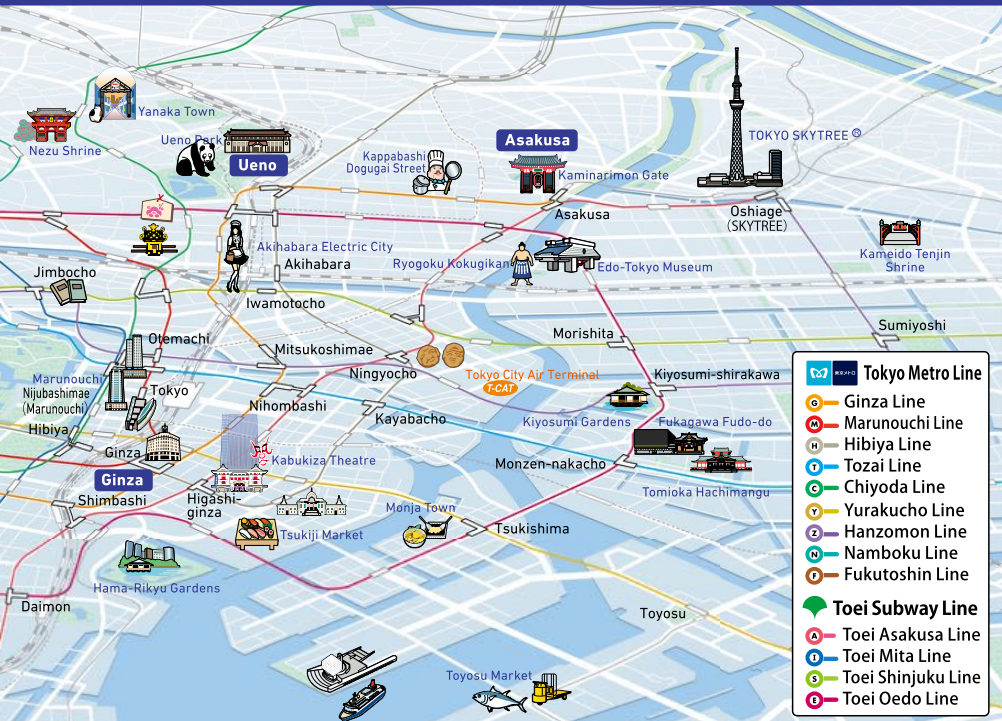 Yanaka Town
Nezu Shrine
Ueno Park
Ueno
Kappabashi
Dogugai Street
Asakusa
Kaminarimon Gate
TOKYO SKYTREE®
Asakusa
Oshiage
(SKYTREE)
Kameido Tenjin
Shrine
Akihabara Electric City
Akihabara
Ryogoku Kokugikan
Edo-Tokyo Museum
Jimbocho
Iwamotocho
Otemachi
Mitsukoshimae
Morishita
Sumiyoshi
Ningyocho
Tokyo City Air Terminal
T-CAT
Kiyosumi-shirakawa
Marunouchi
Nijubashimae
(Marunouchi)
Tokyo
Nihombashi
Kayabacho
Kiyosumi Gardens
Fukagawa Fudo-do
Hibiya
Ginza
Kabukiza Theatre
Monzen-nakacho
Ginza
Tomioka Hachimangu
Shimbashi
Higashi-
ginza
Tsukiji Market
Monja Town
Tsukishima
Hama-Rikyu Gardens
Daimon
Toyosu
Toyosu Market
東京メトロ
Tokyo Metro Line
G Ginza Line
M Marunouchi Line
H Hibiya Line
T Tozai Line
C Chiyoda Line
Y Yurakucho Line
Z Hanzomon Line
N Namboku Line
F Fukutoshin Line
Toei Subway Line
A Toei Asakusa Line
I Toei Mita Line
S Toei Shinjuku Line
E Toei Oedo Line